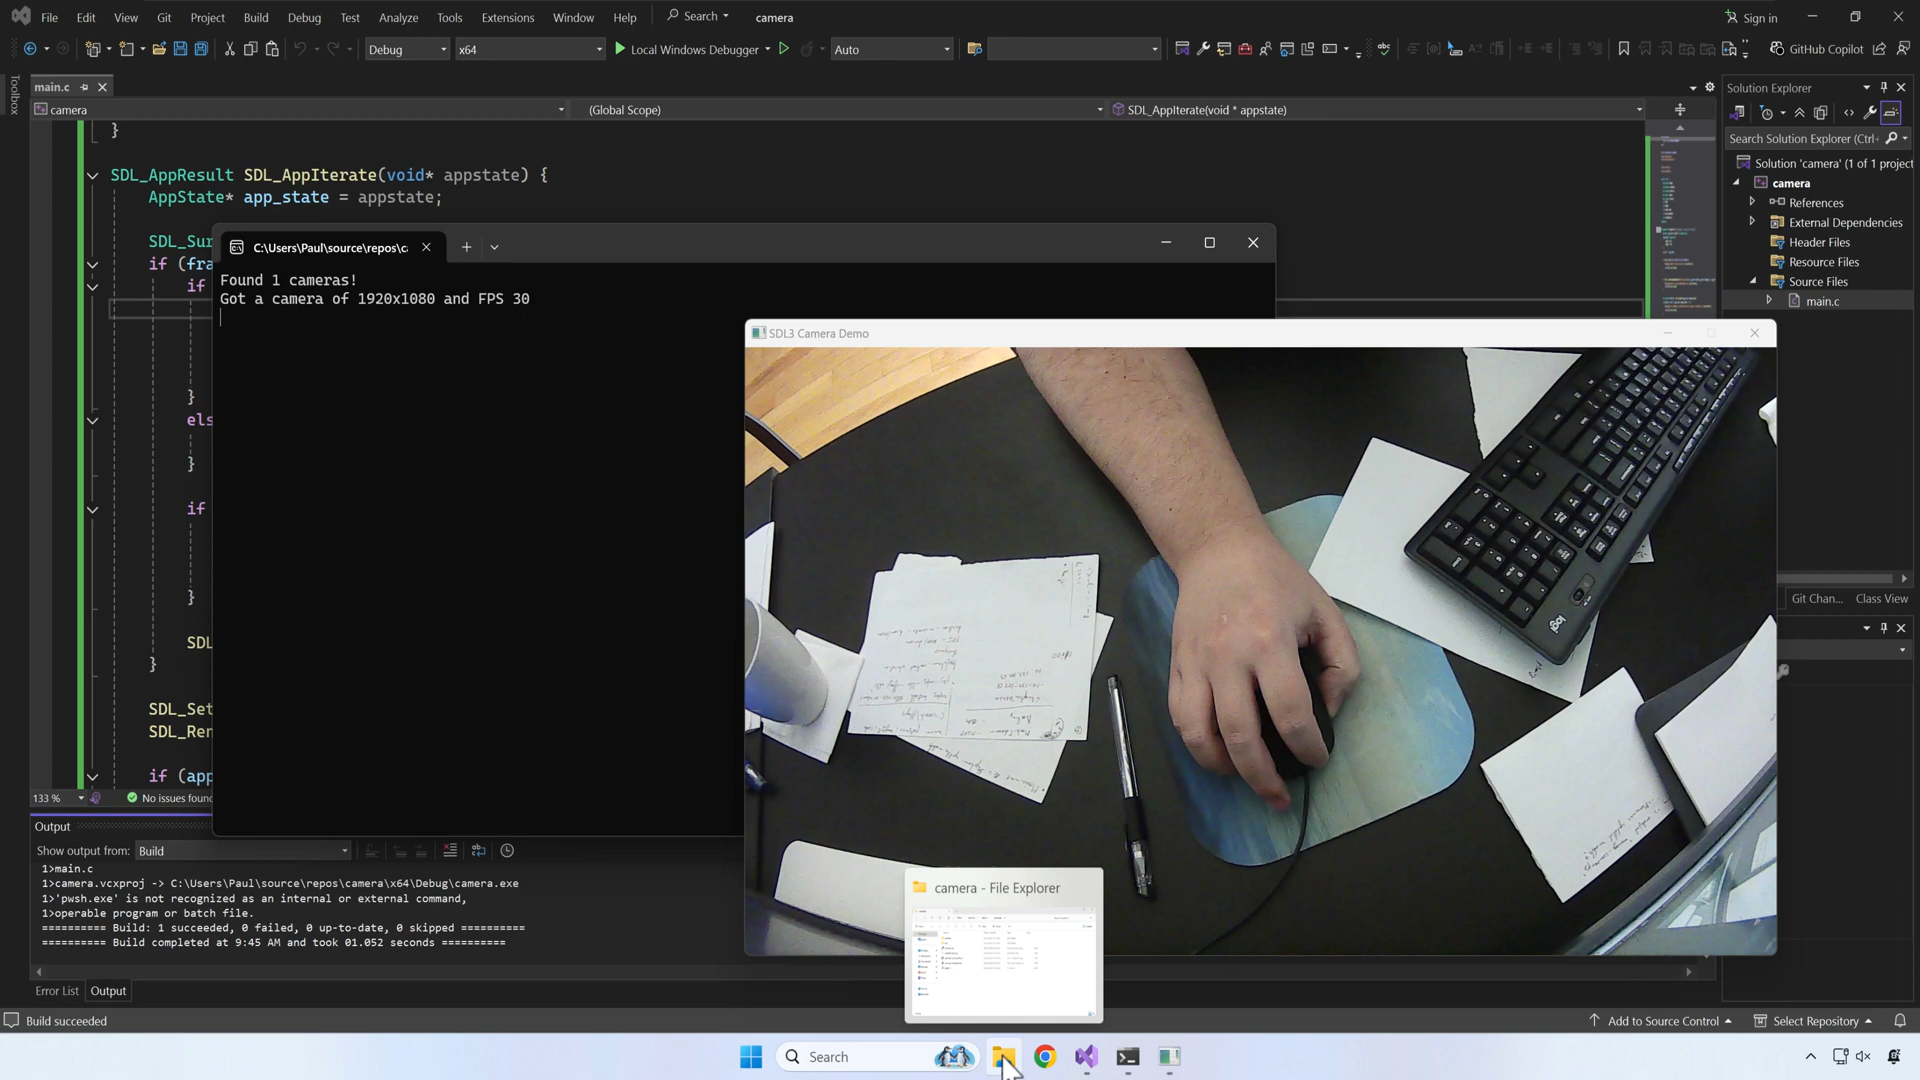 File Edit View Git Project Build Debug Test Analyze Tools Extensions Window Help Search camera Sign in
Debug x64 Local Windows Debugger Auto GitHub Copilot
Toolbox
main.c
camera (Global Scope) SDL_AppIterate(void * appstate)
}
SDL_AppResult SDL_AppIterate(void* appstate) {
AppState* app_state = appstate;
SDL_Sur
if (fra
if
}
els
}
if
}
SDL
}
SDL_Set
SDL_Ren
if (app
C:\Users\Paul\source\repos\c
Found 1 cameras!
Got a camera of 1920x1080 and FPS 30
SDL3 Camera Demo
logi
camera - File Explorer
Solution Explorer
Search Solution Explorer (Ctrl+
Solution 'camera' (1 of 1 project
camera
References
External Dependencies
Header Files
Resource Files
Source Files
main.c
Git Chan... Class View
133 % No issues found
Output
Show output from: Build
1>main.c
1>camera.vcxproj -> C:\Users\Paul\source\repos\camera\x64\Debug\camera.exe
1>'pwsh.exe' is not recognized as an internal or external command,
1>operable program or batch file.
========== Build: 1 succeeded, 0 failed, 0 up-to-date, 0 skipped ==========
========== Build completed at 9:45 AM and took 01.052 seconds ==========
Error List Output
Build succeeded Add to Source Control Select Repository
Search